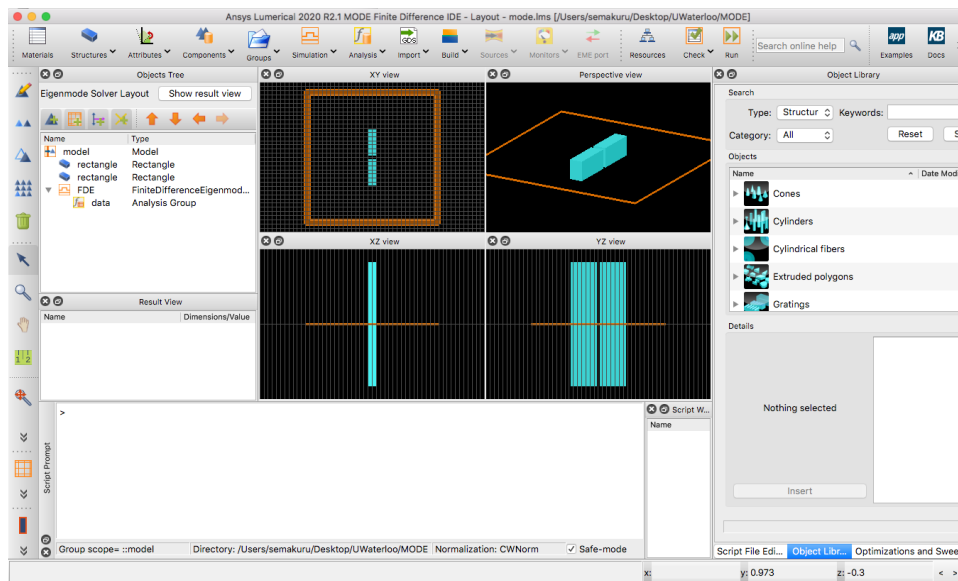 Ansys Lumerical 2020 R2.1 MODE Finite Difference IDE - Layout - mode.lms [/Users/semakuru/Desktop/UWaterloo/MODE]
Materials Structures Attributes Components Groups Simulation Analysis Import Build Sources Monitors EME port Resources Check Run Search online help app Examples KB Docs
Objects Tree
Eigenmode Solver Layout Show result view
Name Type
model Model
rectangle Rectangle
rectangle Rectangle
FDE FiniteDifferenceEigenmod...
data Analysis Group
Result View
Name Dimensions/Value
XY view
Perspective view
XZ view
YZ view
Object Library
Search
Type: Structur Keywords:
Category: All Reset S
Objects
Name Date Mod
Cones
Cylinders
Cylindrical fibers
Extruded polygons
Gratings
Details
Nothing selected
Insert
Script Prompt
>
Script W...
Name
Group scope= ::model Directory: /Users/semakuru/Desktop/UWaterloo/MODE Normalization: CWNorm Safe-mode
Script File Edi... Object Libr... Optimizations and Swee
x: y: 0.973 z: -0.3